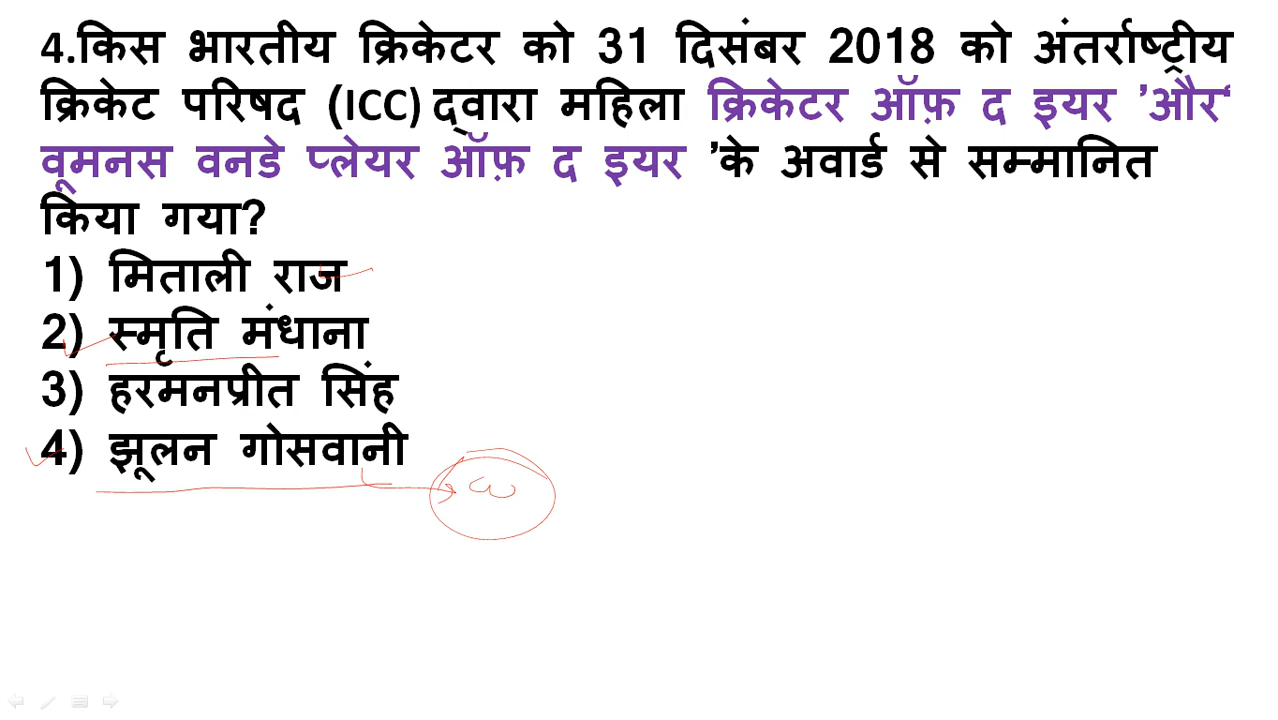 4.किस भारतीय क्रिकेटर को 31 दिसंबर 2018 को अंतर्राष्ट्रीय
क्रिकेट परिषद (ICC) द्वारा महिला क्रिकेटर ऑफ़ द इयर ’और‘
वूमनस वनडे प्लेयर ऑफ़ द इयर ’के अवार्ड से सम्मानित
किया गया?
1) मिताली राज
2) स्मृति मंधाना
3) हरमनप्रीत सिंह
4) झूलन गोसवानी